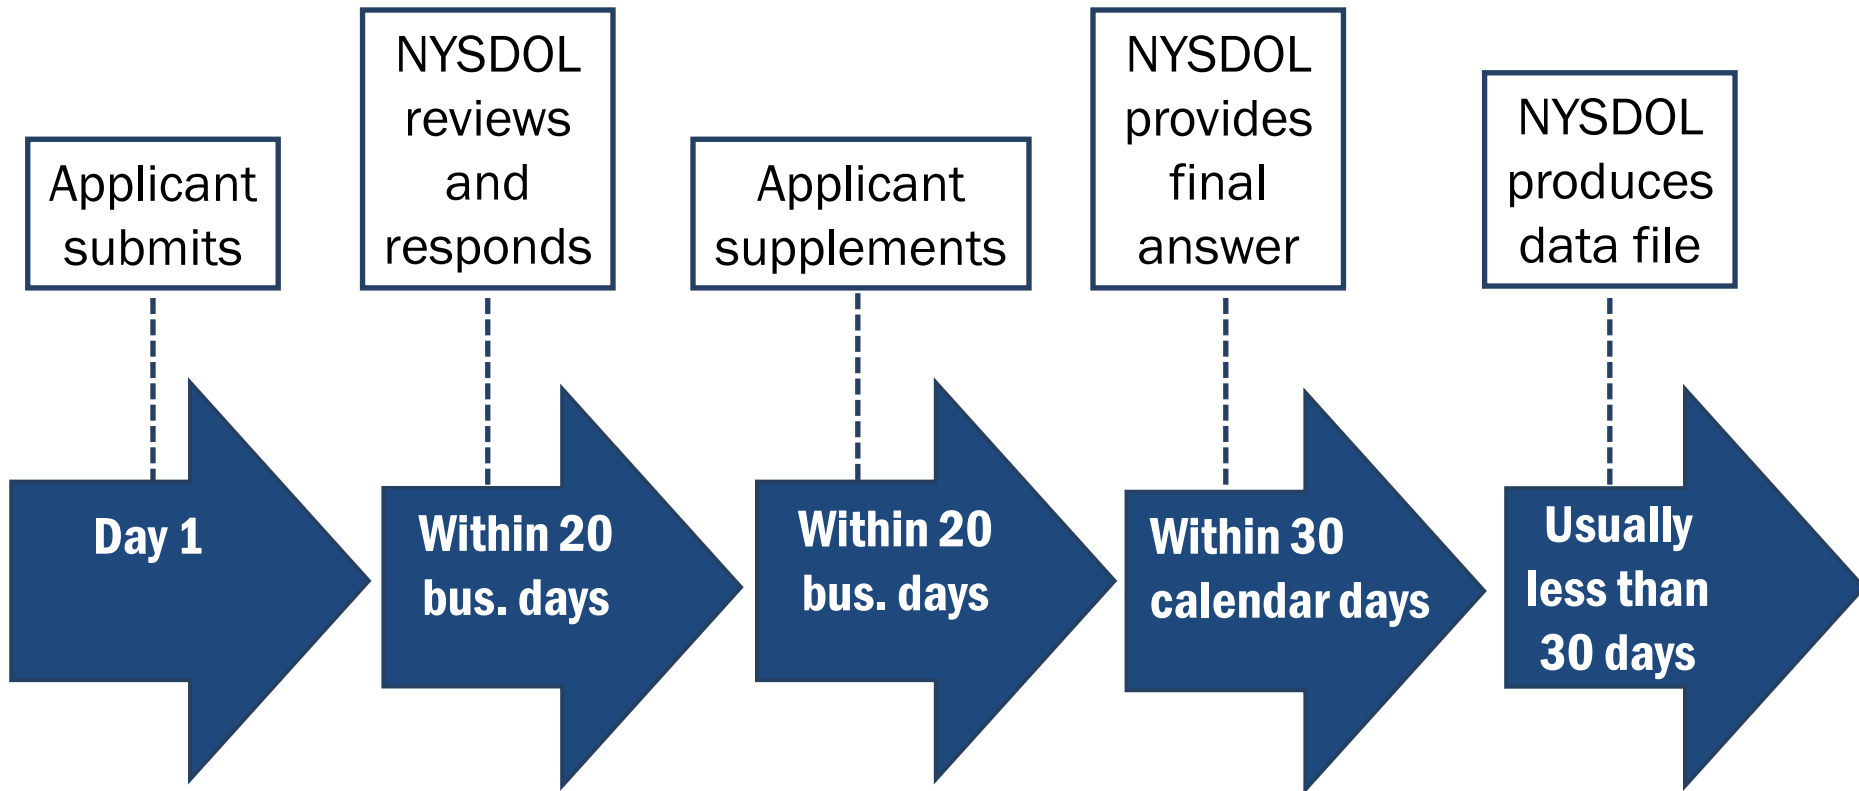 Applicant
submits
NYSDOL
reviews
and
responds
Applicant
supplements
NYSDOL
provides
final
answer
NYSDOL
produces
data file
Day 1
Within 20
bus. days
Within 20
bus. days
Within 30
calendar days
Usually
less than
30 days